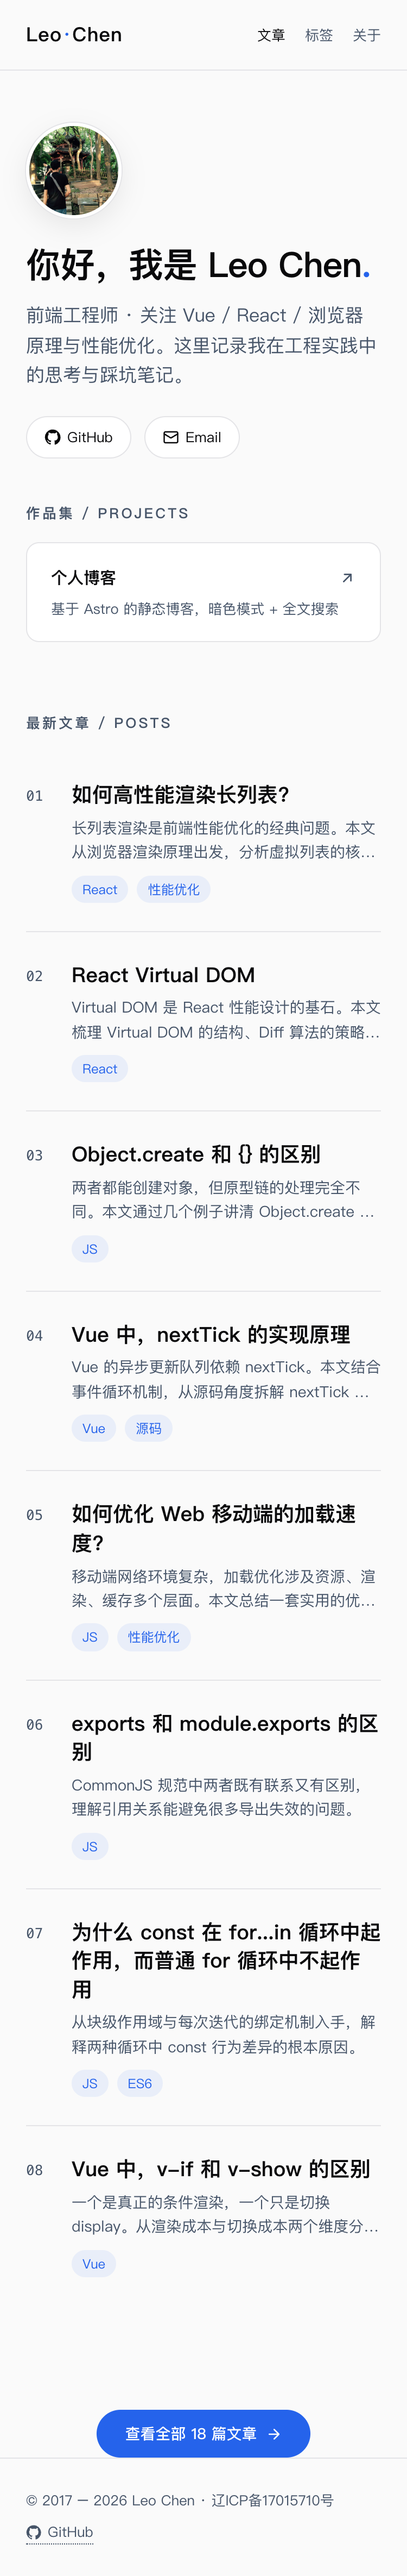 Leo·Chen 文章 标签 关于
你好，我是 Leo Chen.
前端工程师 · 关注 Vue / React / 浏览器
原理与性能优化。这里记录我在工程实践中
的思考与踩坑笔记。
GitHub Email
作品集 / PROJECTS
个人博客
基于 Astro 的静态博客，暗色模式 + 全文搜索
最新文章 / POSTS
01 如何高性能渲染长列表？
长列表渲染是前端性能优化的经典问题。本文
从浏览器渲染原理出发，分析虚拟列表的核…
React 性能优化
02 React Virtual DOM
Virtual DOM 是 React 性能设计的基石。本文
梳理 Virtual DOM 的结构、Diff 算法的策略…
React
03 Object.create 和 {} 的区别
两者都能创建对象，但原型链的处理完全不
同。本文通过几个例子讲清 Object.create …
JS
04 Vue 中，nextTick 的实现原理
Vue 的异步更新队列依赖 nextTick。本文结合
事件循环机制，从源码角度拆解 nextTick …
Vue 源码
05 如何优化 Web 移动端的加载速
度？
移动端网络环境复杂，加载优化涉及资源、渲
染、缓存多个层面。本文总结一套实用的优…
JS 性能优化
06 exports 和 module.exports 的区
别
CommonJS 规范中两者既有联系又有区别，
理解引用关系能避免很多导出失效的问题。
JS
07 为什么 const 在 for...in 循环中起
作用，而普通 for 循环中不起作
用
从块级作用域与每次迭代的绑定机制入手，解
释两种循环中 const 行为差异的根本原因。
JS ES6
08 Vue 中，v-if 和 v-show 的区别
一个是真正的条件渲染，一个只是切换
display。从渲染成本与切换成本两个维度分…
Vue
查看全部 18 篇文章 →
© 2017 — 2026 Leo Chen · 辽ICP备17015710号
GitHub